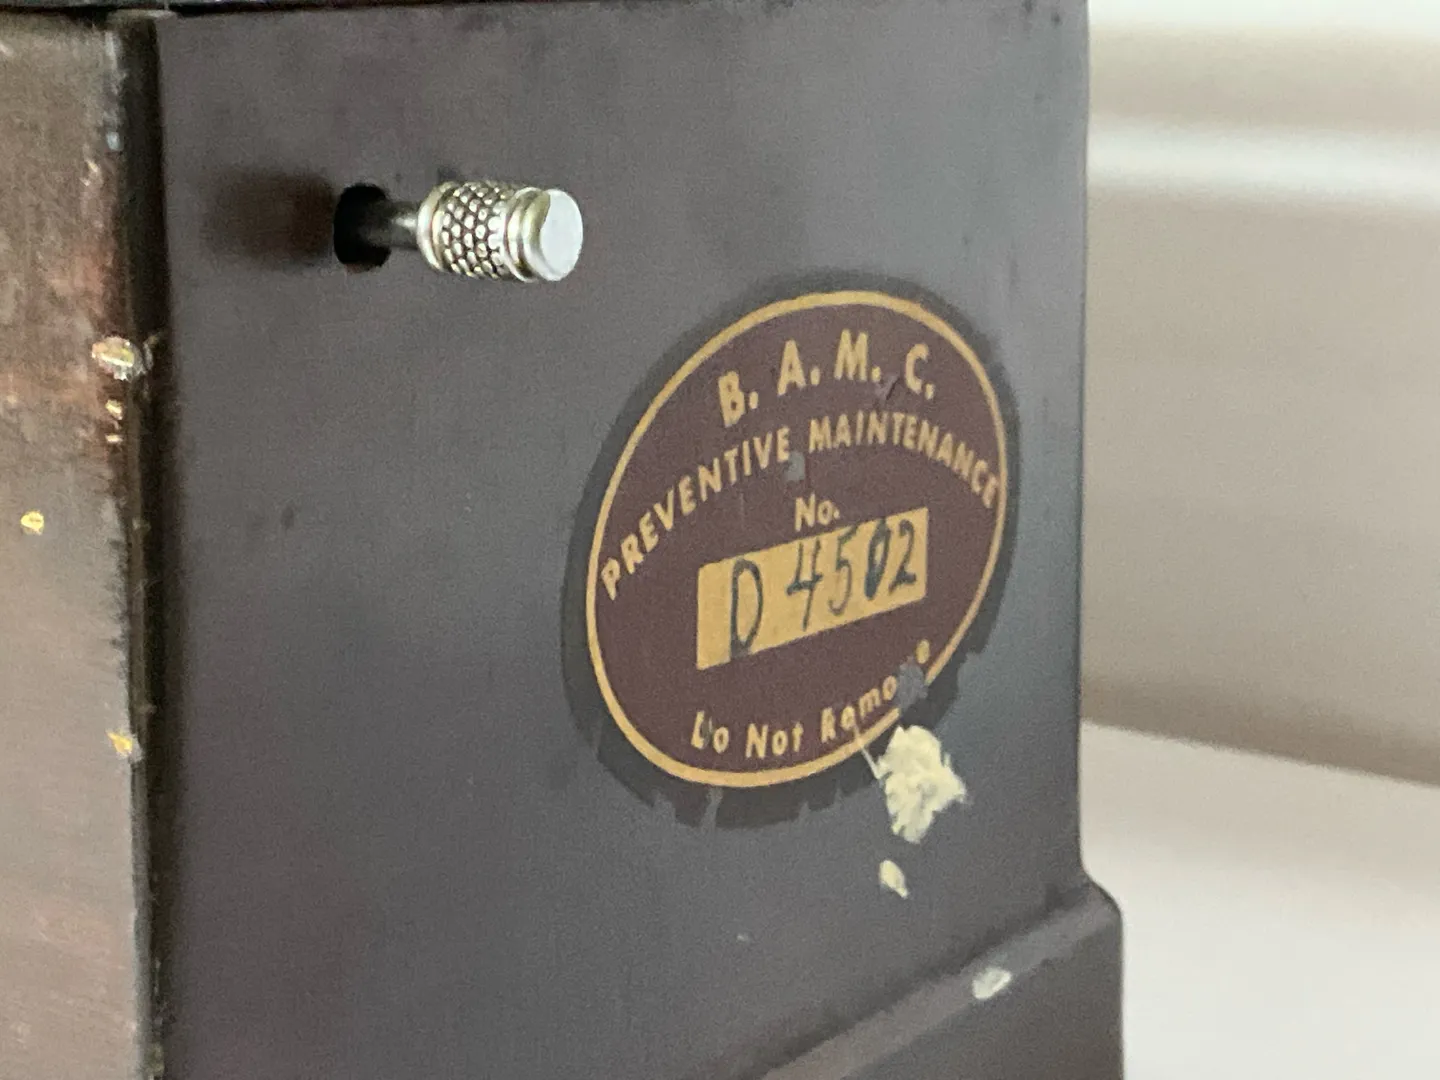 B. A. M. C.
PREVENTIVE MAINTENANCE
No.
D 4502
Do Not Remove